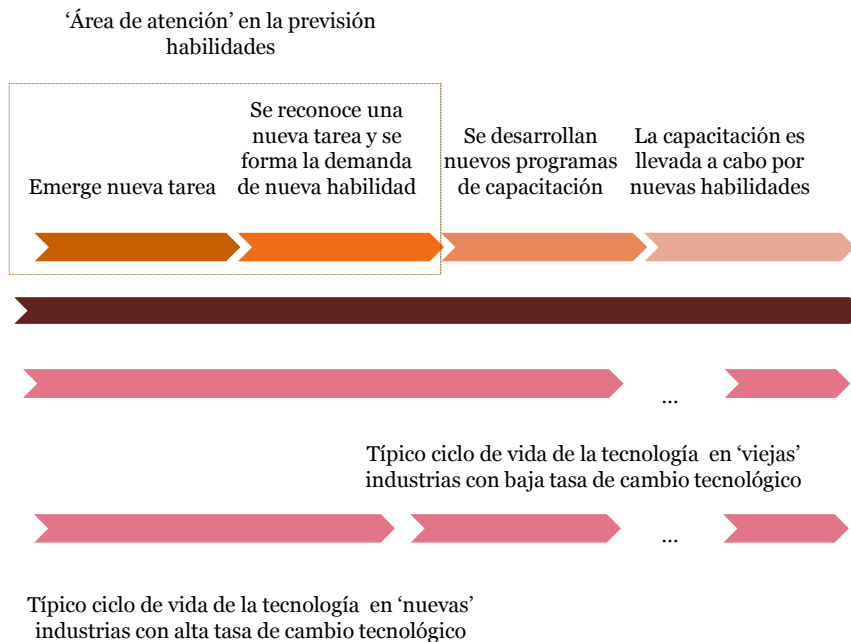 ‘Área de atención’ en la previsión
habilidades
Emerge nueva tarea
Se reconoce una
nueva tarea y se
forma la demanda
de nueva habilidad
Se desarrollan
nuevos programas
de capacitación
La capacitación es
llevada a cabo por
nuevas habilidades
...
Típico ciclo de vida de la tecnología en ‘viejas’
industrias con baja tasa de cambio tecnológico
...
Típico ciclo de vida de la tecnología en ‘nuevas’
industrias con alta tasa de cambio tecnológico